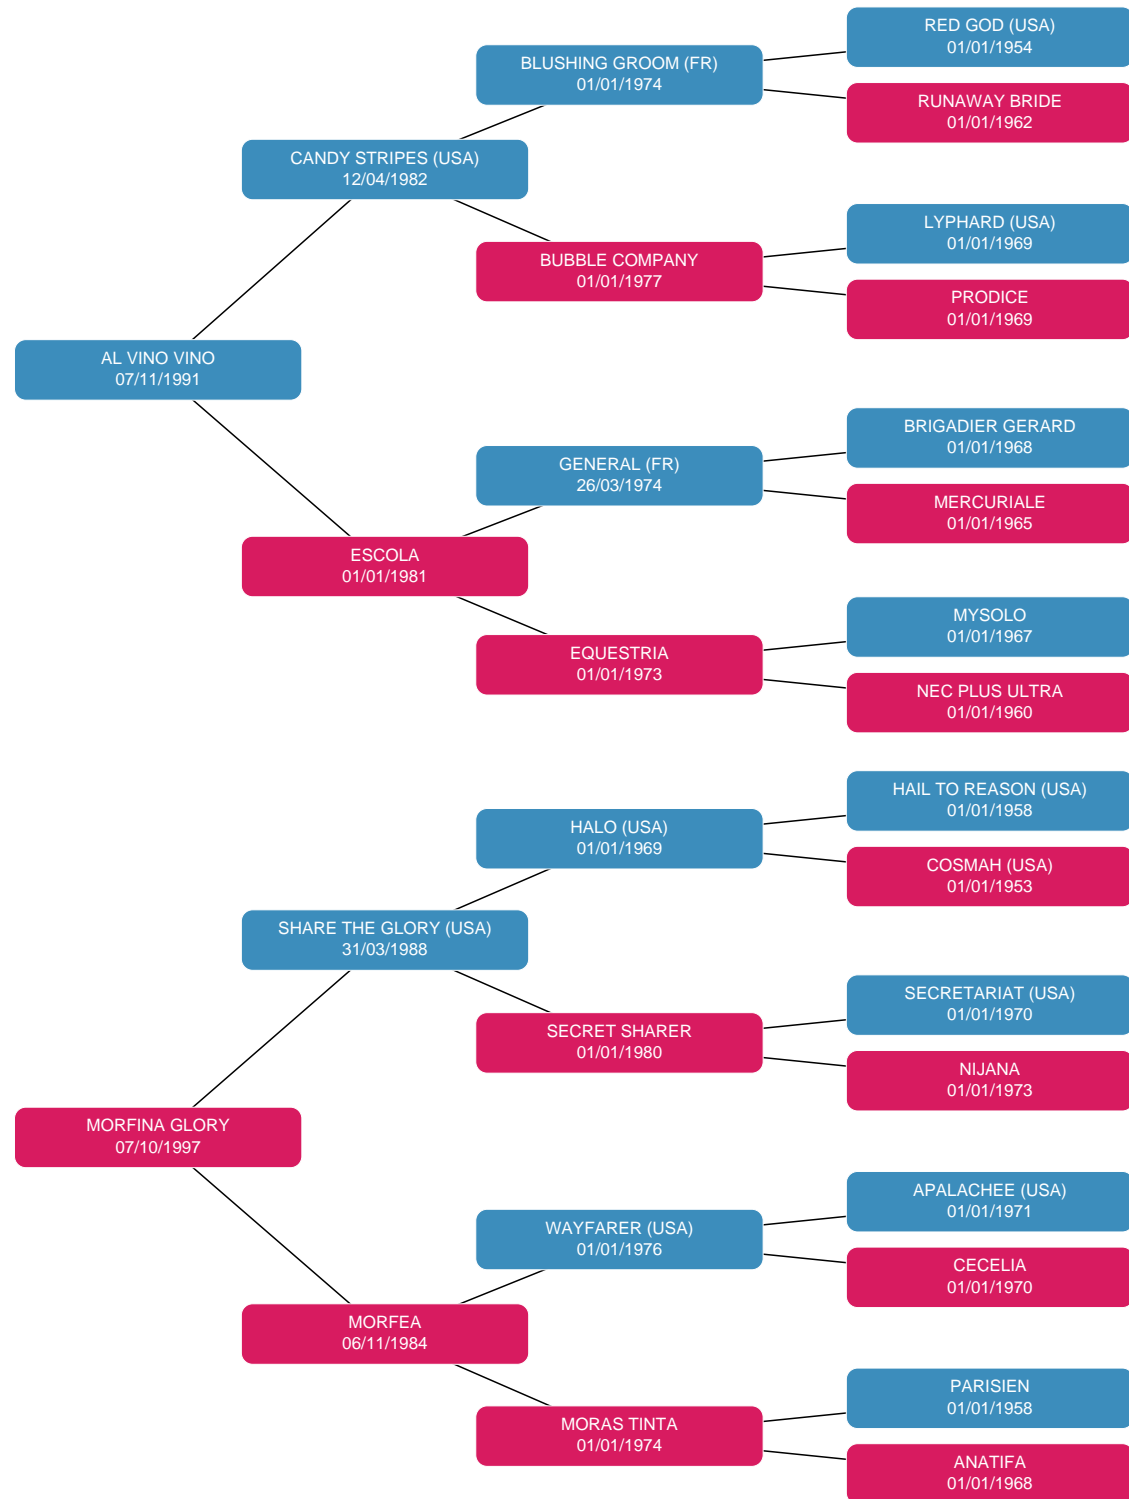 RED GOD (USA)
01/01/1954
BLUSHING GROOM (FR)
01/01/1974
RUNAWAY BRIDE
01/01/1962
CANDY STRIPES (USA)
12/04/1982
LYPHARD (USA)
01/01/1969
BUBBLE COMPANY
01/01/1977
PRODICE
01/01/1969
AL VINO VINO
07/11/1991
BRIGADIER GERARD
01/01/1968
GENERAL (FR)
26/03/1974
MERCURIALE
01/01/1965
ESCOLA
01/01/1981
MYSOLO
01/01/1967
EQUESTRIA
01/01/1973
NEC PLUS ULTRA
01/01/1960
HAIL TO REASON (USA)
01/01/1958
HALO (USA)
01/01/1969
COSMAH (USA)
01/01/1953
SHARE THE GLORY (USA)
31/03/1988
SECRETARIAT (USA)
01/01/1970
SECRET SHARER
01/01/1980
NIJANA
01/01/1973
MORFINA GLORY
07/10/1997
APALACHEE (USA)
01/01/1971
WAYFARER (USA)
01/01/1976
CECELIA
01/01/1970
MORFEA
06/11/1984
PARISIEN
01/01/1958
MORAS TINTA
01/01/1974
ANATIFA
01/01/1968